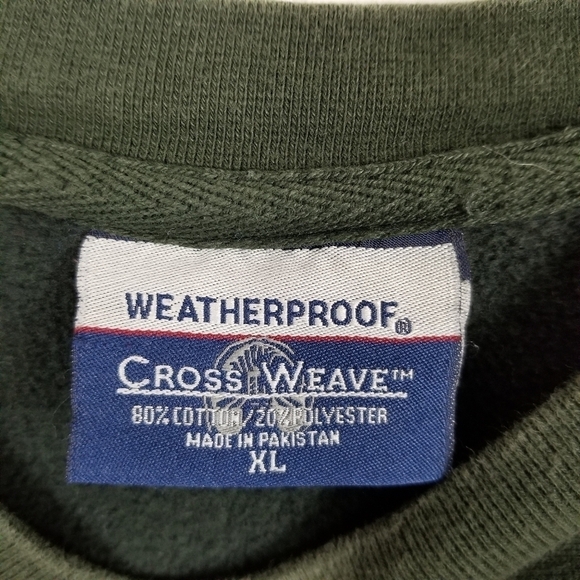 WEATHERPROOF®
CROSS WEAVE™
80% COTTON/20% POLYESTER
MADE IN PAKISTAN
XL